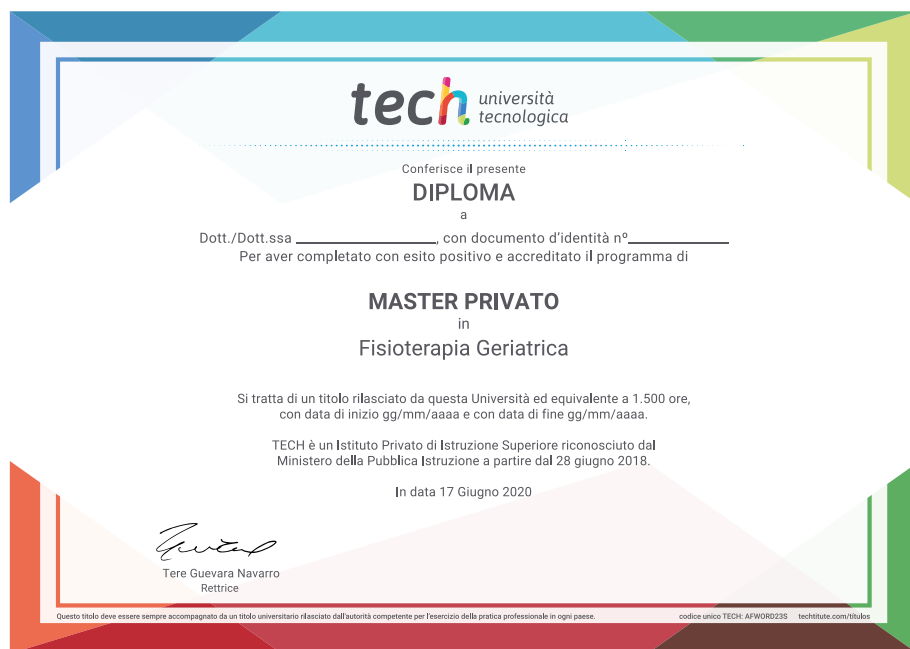 tech università
tecnologica
Conferisce il presente
DIPLOMA
a
Dott./Dott.ssa ________________, con documento d'identità nº____________
Per aver completato con esito positivo e accreditato il programma di
MASTER PRIVATO
in
Fisioterapia Geriatrica
Si tratta di un titolo rilasciato da questa Università ed equivalente a 1.500 ore,
con data di inizio gg/mm/aaaa e con data di fine gg/mm/aaaa.
TECH è un Istituto Privato di Istruzione Superiore riconosciuto dal
Ministero della Pubblica Istruzione a partire dal 28 giugno 2018.
In data 17 Giugno 2020
Tere Guevara Navarro
Rettrice
Questo titolo deve essere sempre accompagnato da un titolo universitario rilasciato dall'autorità competente per l'esercizio della pratica professionale in ogni paese. codice unico TECH: AFWORD23S techtitute.com/titulos